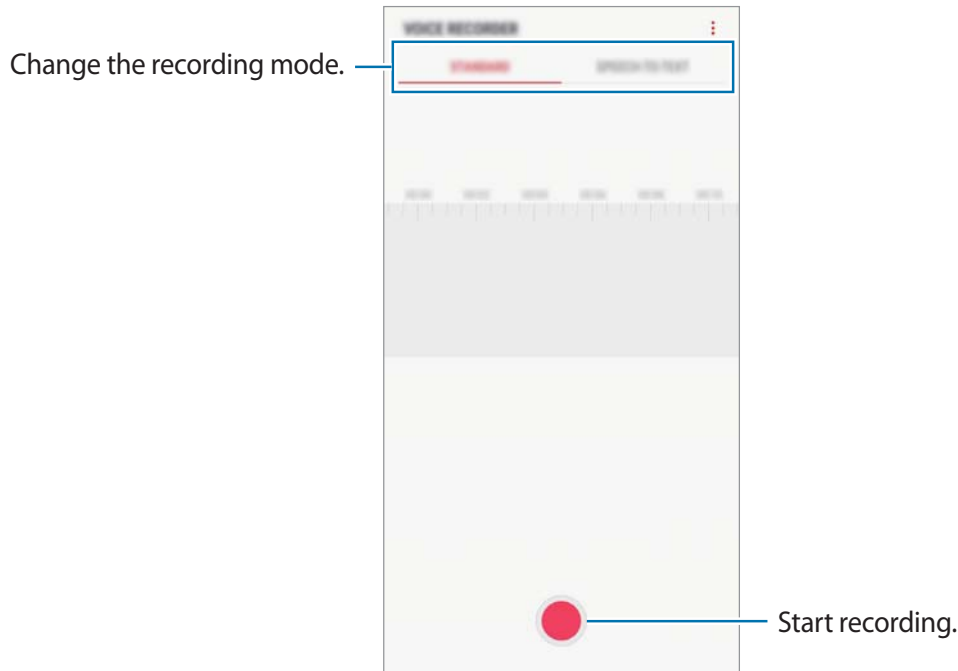 VOICE RECORDER
Change the recording mode.
STANDARD SPEECH-TO-TEXT
Start recording.